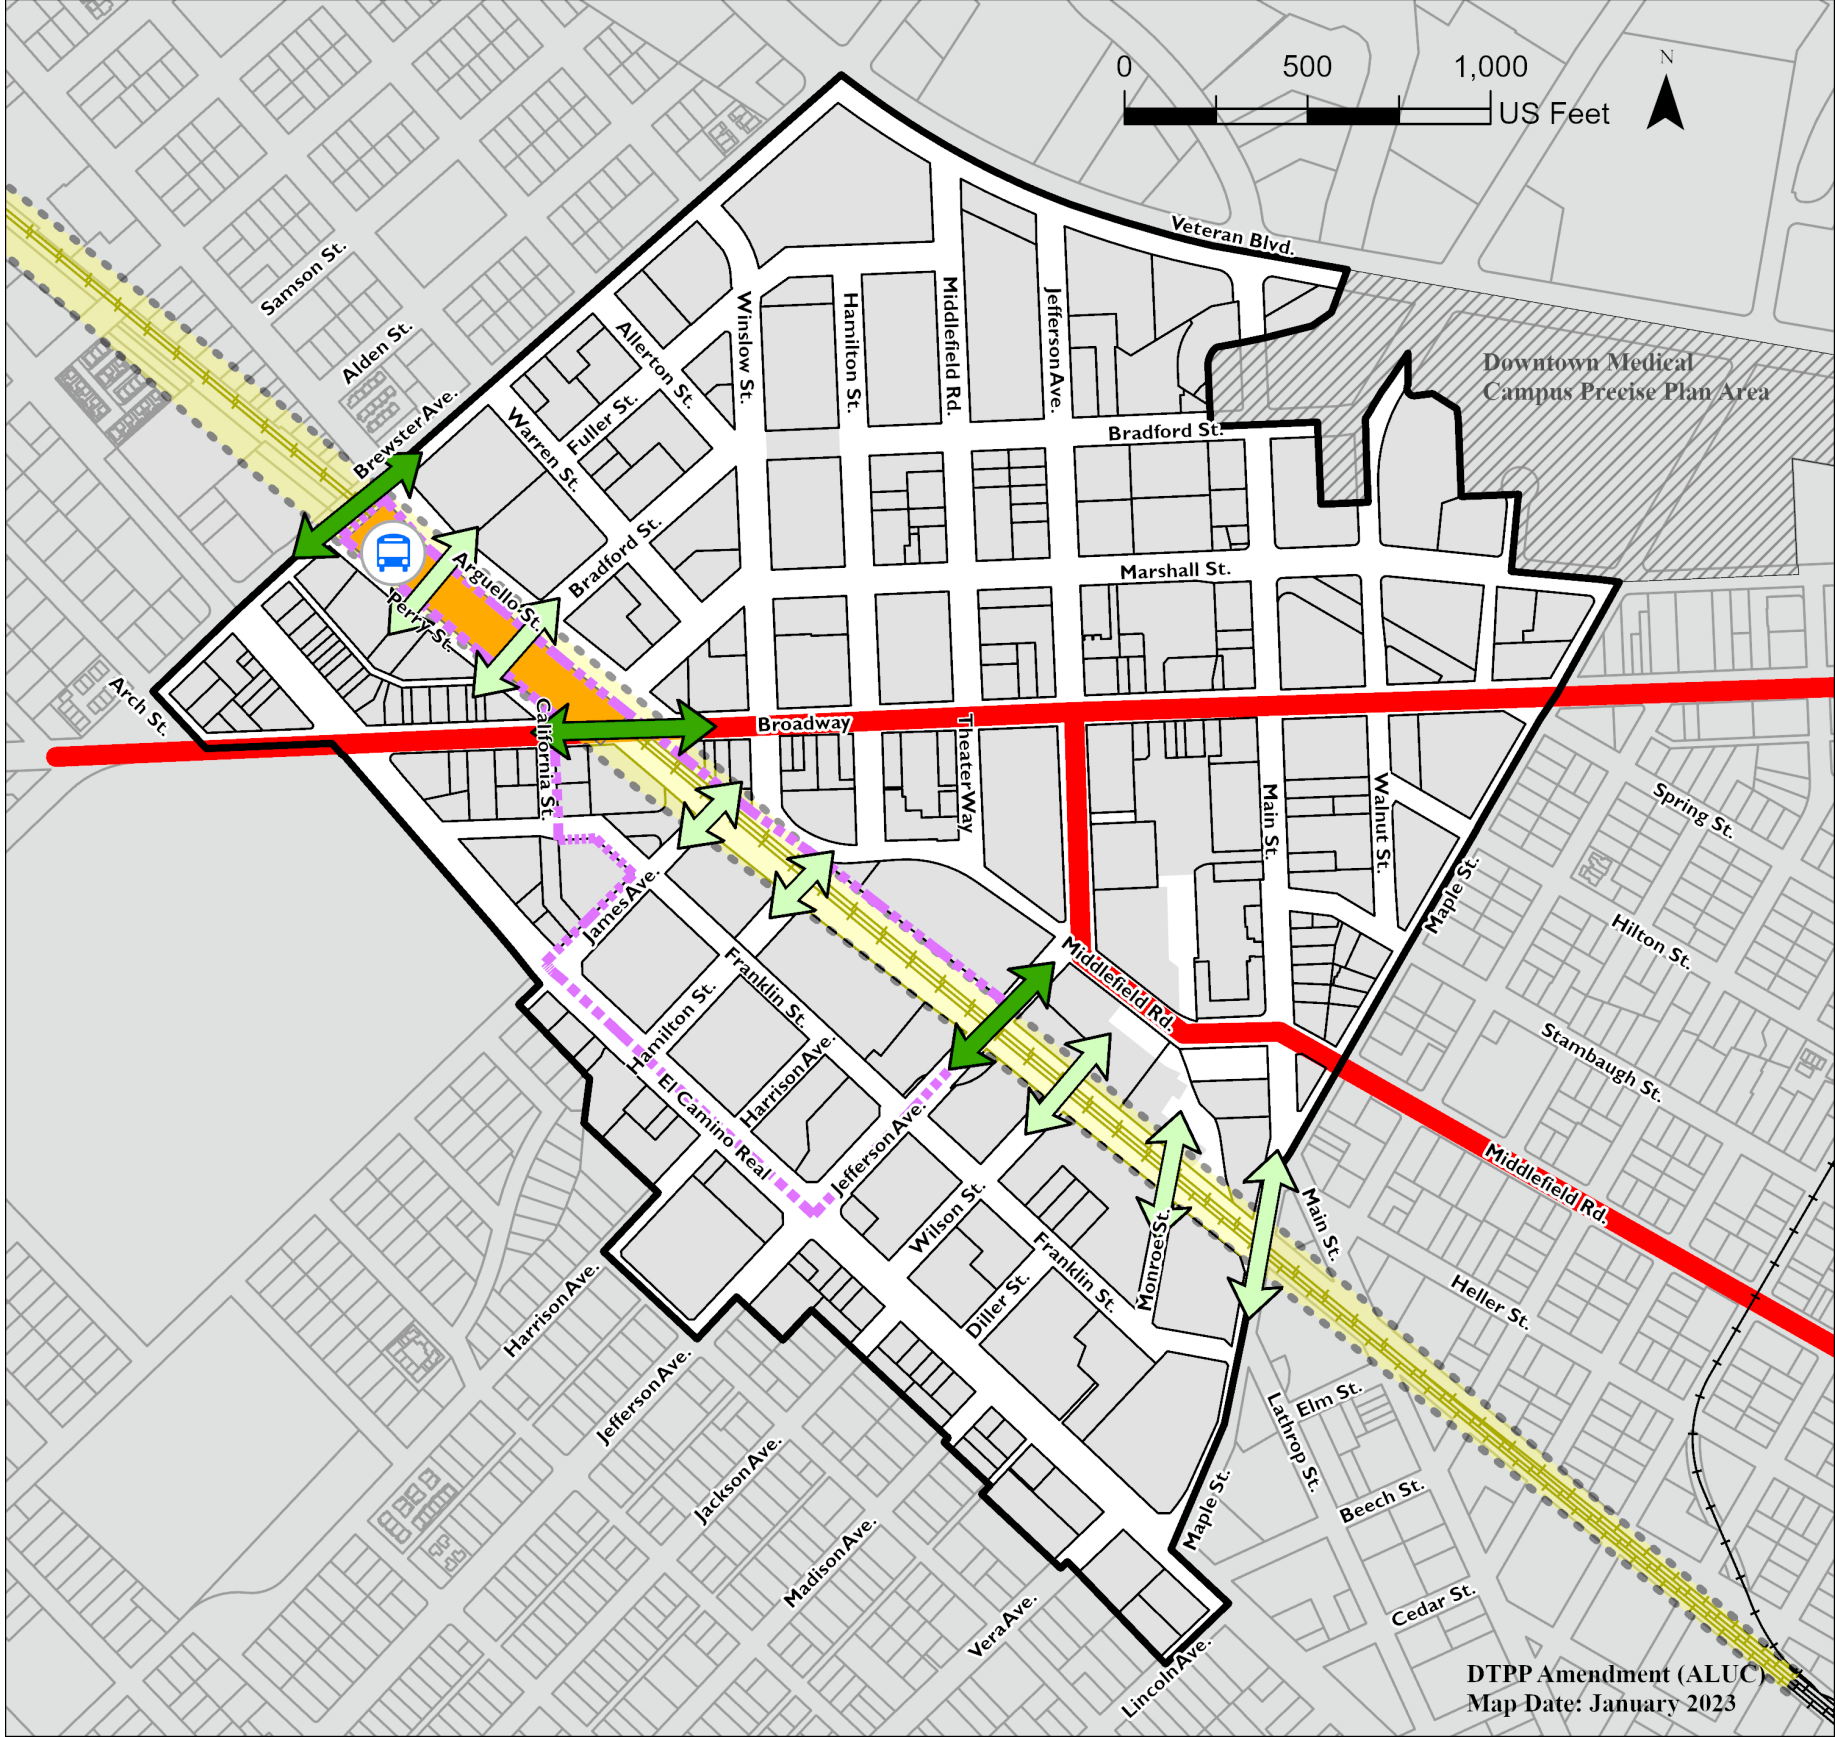 0 500 1,000
US Feet
N
Veteran Blvd.
Samson St.
Alden St.
Downtown Medical
Campus Precise Plan Area
Winslow St.
Hamilton St.
Middlefield Rd.
Jefferson Ave.
Allerton St.
Fuller St.
Warren St.
Brewster Ave.
Bradford St.
Bradford St.
Marshall St.
Arguello St.
Perry St.
Arch St.
California St.
Broadway
Theater Way
Main St.
Walnut St.
Maple St.
Spring St.
Hilton St.
Stambaugh St.
James Ave.
Franklin St.
Hamilton St.
Harrison Ave.
El Camino Real
Jefferson Ave.
Middlefield Rd.
Middlefield Rd.
Wilson St.
Franklin St.
Diller St.
Monroe St.
Main St.
Heller St.
Harrison Ave.
Jefferson Ave.
Jackson Ave.
Madison Ave.
Vera Ave.
Lincoln Ave.
Maple St.
Lathrop St.
Elm St.
Beech St.
Cedar St.
DTPP Amendment (ALUC)
Map Date: January 2023